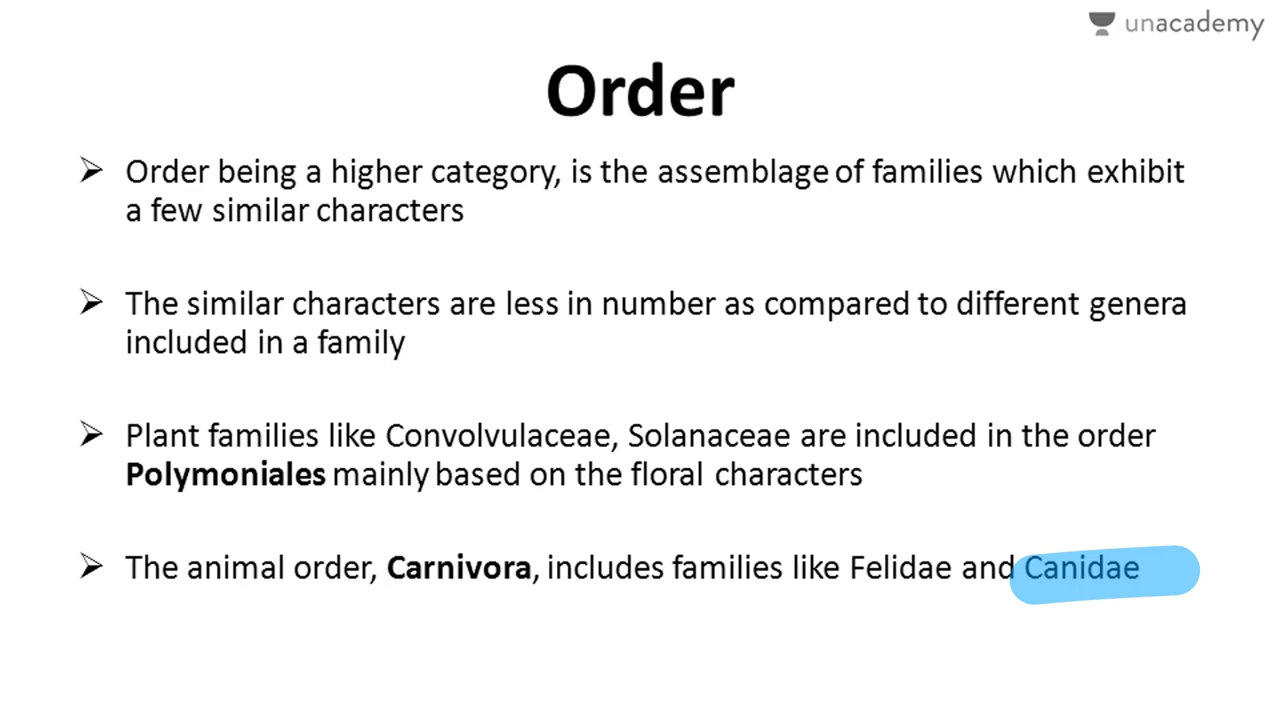 unacademy
Order
➢ Order being a higher category, is the assemblage of families which exhibit
a few similar characters
➢ The similar characters are less in number as compared to different genera
included in a family
➢ Plant families like Convolvulaceae, Solanaceae are included in the order
Polymoniales mainly based on the floral characters
➢ The animal order, Carnivora, includes families like Felidae and Canidae